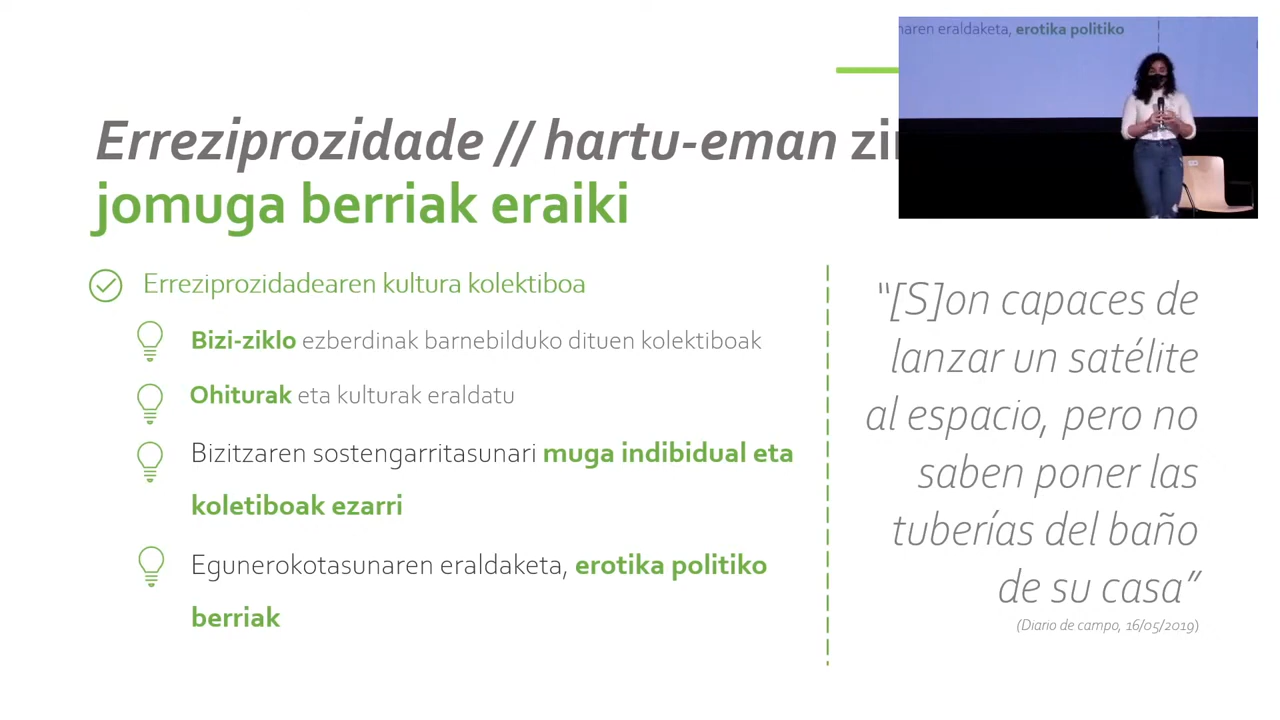 Erreziprozidade // hartu-eman
jomuga berriak eraiki
Erreziprozidadearen kultura kolektiboa
Bizi-ziklo ezberdinak barnebilduko dituen kolektiboak
Ohiturak eta kulturak eraldatu
Bizitzaren sostengarritasunari muga indibidual eta
koletiboak ezarri
Egunerokotasunaren eraldaketa, erotika politiko
berriak
“[S]on capaces de
lanzar un satélite
al espacio, pero no
saben poner las
tuberías del baño
de su casa”
(Diario de campo, 16/05/2019)
eraldaketa, erotika politiko